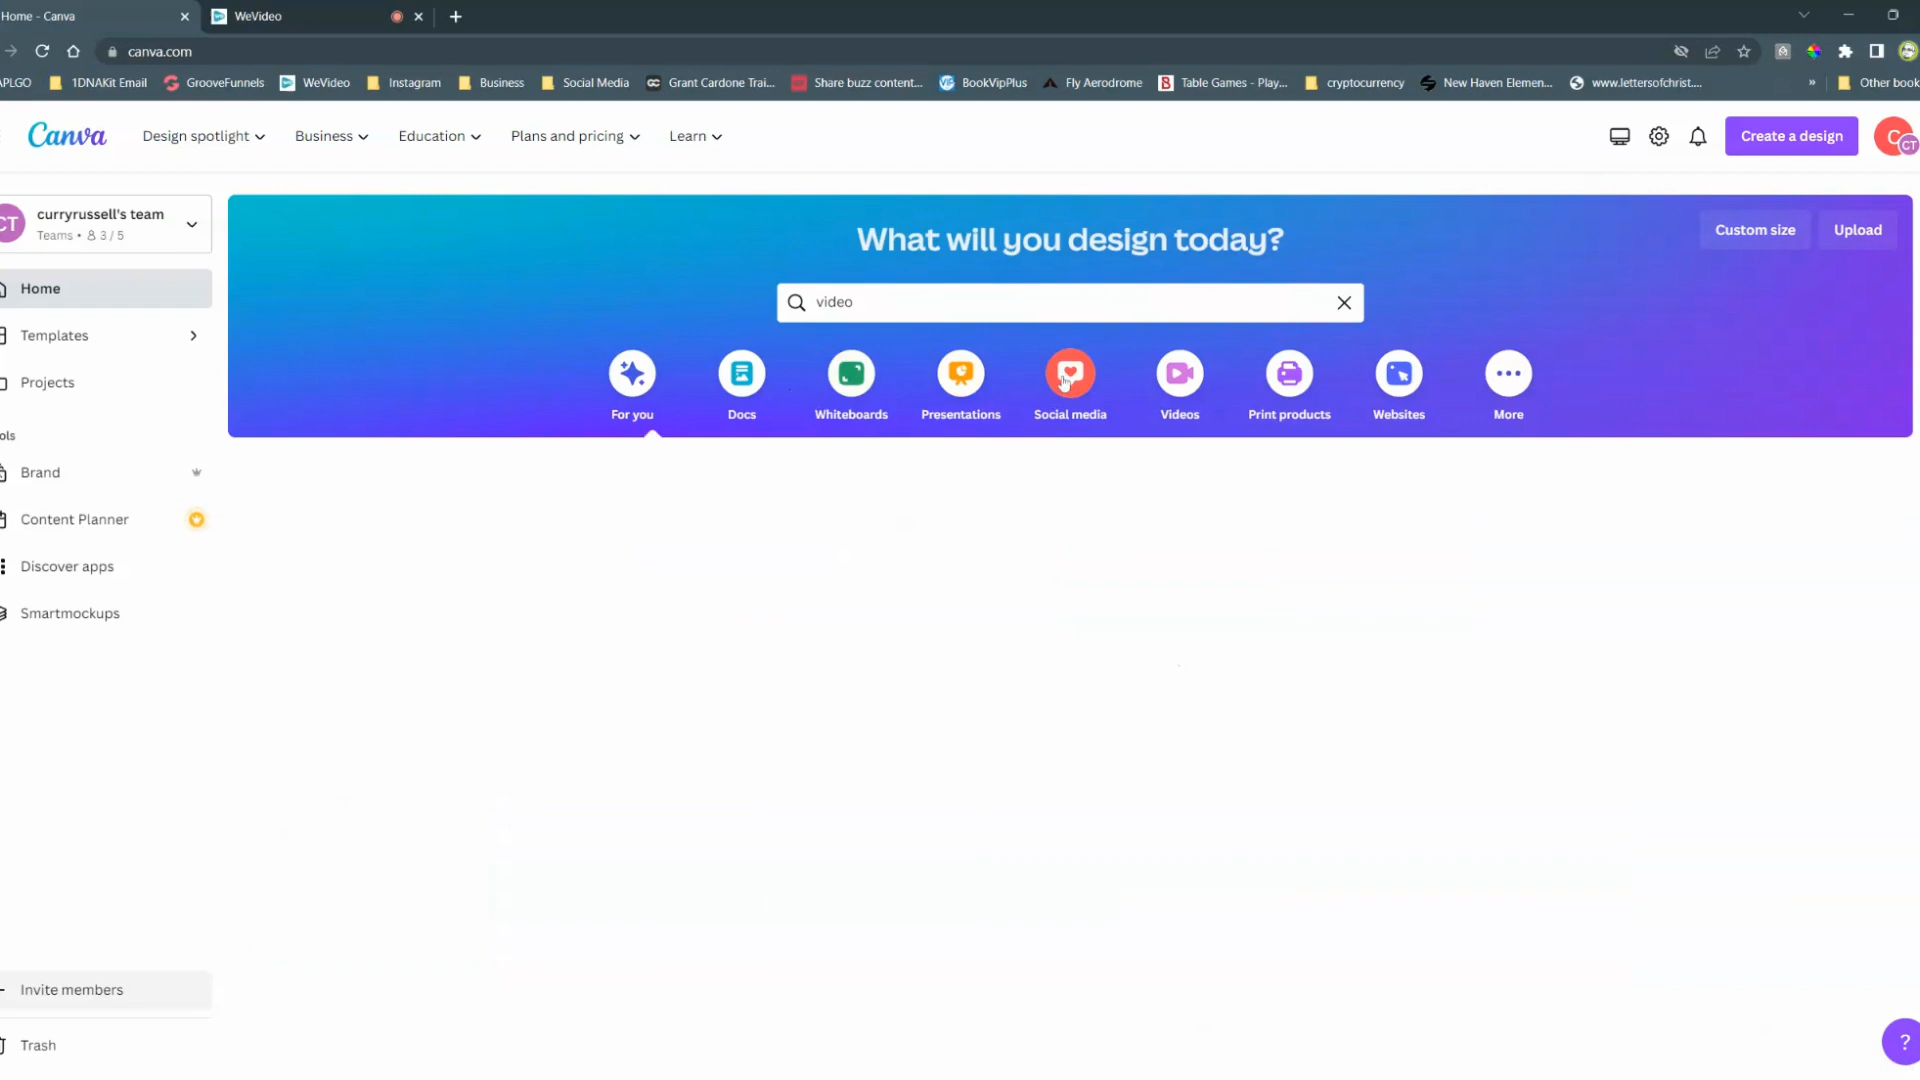 Home - Canva
WeVideo
canva.com
APLGO
1DNAKit Email
GrooveFunnels
WeVideo
Instagram
Business
Social Media
Grant Cardone Trai...
Share buzz content...
BookVipPlus
Fly Aerodrome
Table Games - Play...
cryptocurrency
New Haven Elemen...
www.lettersofchrist....
»
Other book
Canva
Design spotlight
Business
Education
Plans and pricing
Learn
Create a design
C
CT
CT
curryrussell's team
Teams • 3 / 5
What will you design today?
Custom size
Upload
video
For you
Docs
Whiteboards
Presentations
Social media
Videos
Print products
Websites
More
Home
Templates
Projects
ols
Brand
Content Planner
Discover apps
Smartmockups
Invite members
Trash
?